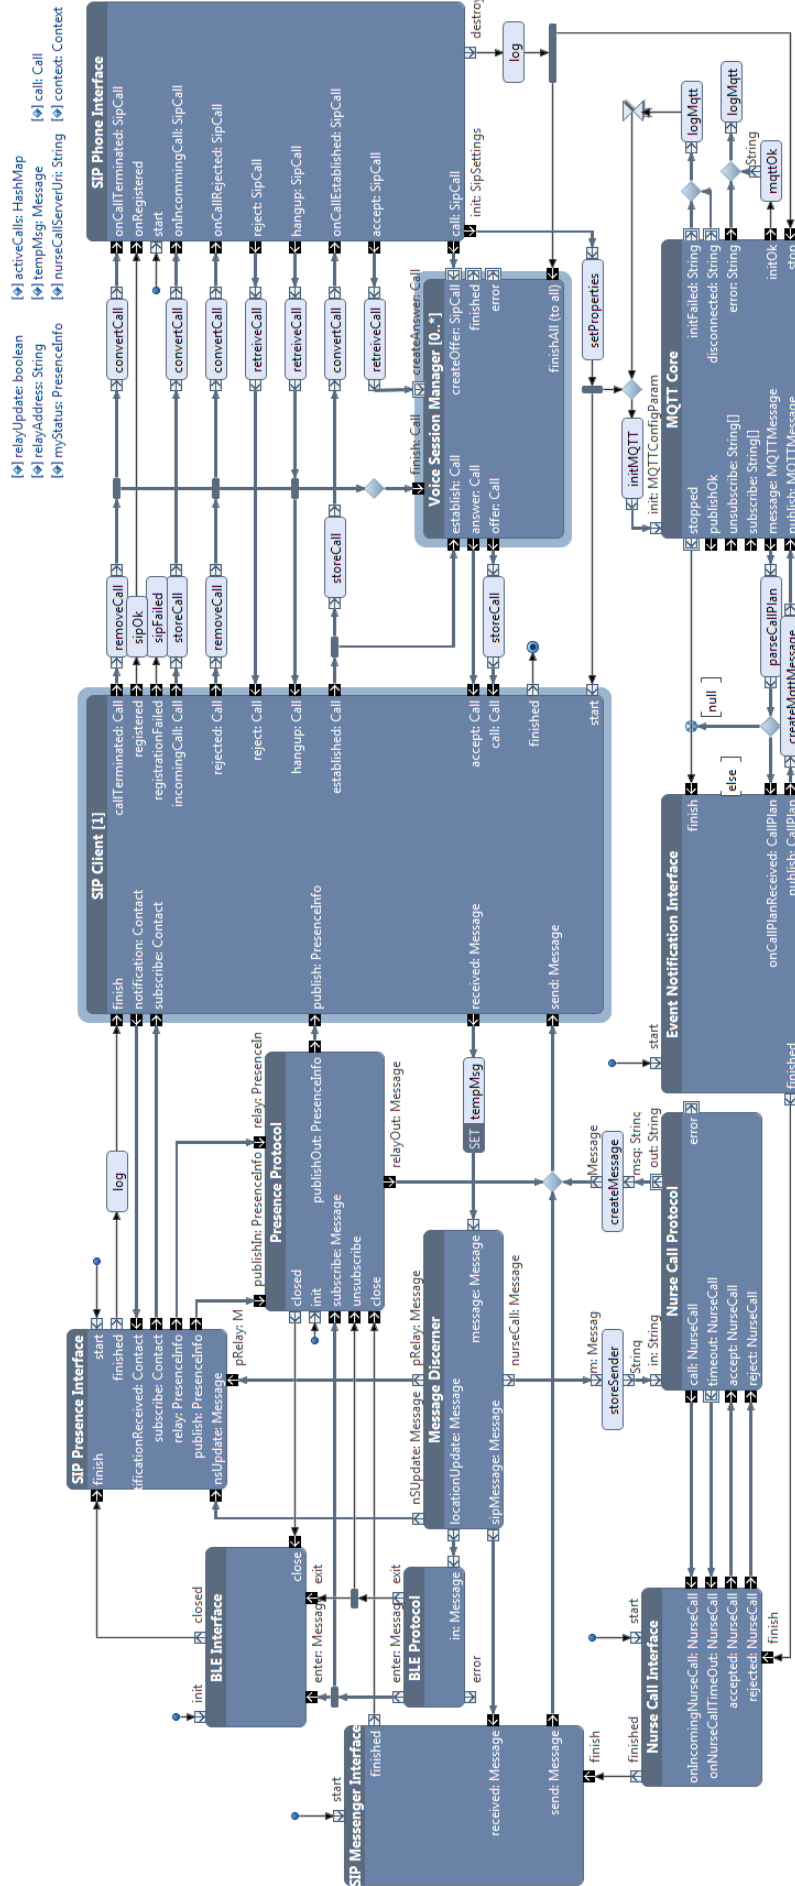 [�] relayUpdate: boolean
[�] activeCalls: HashMap
[�] relayAddress: String
[�] tempMsg: Message
[�] call: Call
[�] myStatus: PresenceInfo
[�] nurseCallServerUri: String
[�] context: Context
SIP Phone Interface
onCallTerminated: SipCall
onRegistered
start
onIncommingCall: SipCall
onCallRejected: SipCall
reject: SipCall
hangup: SipCall
onCallEstablished: SipCall
accept: SipCall
call: SipCall
init: SipSettings
destroy
log
convertCall
convertCall
convertCall
retreiveCall
retreiveCall
convertCall
retreiveCall
setProperties
Voice Session Manager [0..*]
createAnswer: Call
createOffer: SipCall
finished
error
finishAll (to all)
finish: Call
establish: Call
answer: Call
offer: Call
removeCall
sipOk
sipFailed
storeCall
removeCall
storeCall
storeCall
SIP Client [1]
callTerminated: Call
registered
registrationFailed
incomingCall: Call
rejected: Call
reject: Call
hangup: Call
established: Call
accept: Call
call: Call
finished
start
finish
notification: Contact
subscribe: Contact
publish: PresenceInfo
received: Message
send: Message
MQTT Core
initFailed: String
disconnected: String
error: String
initOk
stop
init: MQTTConfigParam
stopped
publishOk
unsubscribe: String[]
subscribe: String[]
message: MQTTMessage
publish: MQTTMessage
initMQTT
logMqtt
logMqtt
String
mqttOk
parseCallPlan
createMqttMessage
[null
]
[else
]
Event Notification Interface
start
finish
onCallPlanReceived: CallPlan
publish: CallPlan
finished
SIP Presence Interface
start
finished
finish
tificationReceived: Contact
subscribe: Contact
relay: PresenceInfo
publish: PresenceInfo
nsUpdate: Message
pRelay: M
log
Presence Protocol
publishIn: PresenceInfo
relay: PresenceIn
publishOut: PresenceInfo
relayOut: Message
closed
init
subscribe: Message
unsubscribe
close
SET
tempMsg
Message Discerner
nSUpdate: Message
pRelay: Message
message: Message
locationUpdate: Message
sipMessage: Message
nurseCall: Message
createMessage
Message
msg: String
storeSender
m: Messag
String
Nurse Call Protocol
in: String
out: String
error
call: NurseCall
timeout: NurseCall
accept: NurseCall
reject: NurseCall
BLE Interface
init
closed
close
enter: Message
exit
BLE Protocol
enter: Messag
exit
in: Message
error
SIP Messenger Interface
start
finished
received: Message
send: Message
finish
Nurse Call Interface
start
finished
finish
onIncomingNurseCall: NurseCall
onNurseCallTimeOut: NurseCall
accepted: NurseCall
rejected: NurseCall